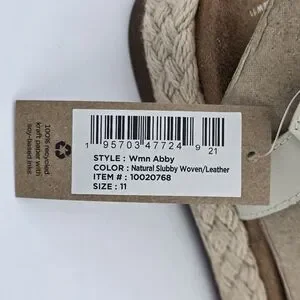 1 95703 47724 9 21
STYLE : Wmn Abby
COLOR : Natural Slubby Woven/Leather
ITEM # : 10020768
SIZE : 11
100% recycled
kraft paper with
soy-based inks